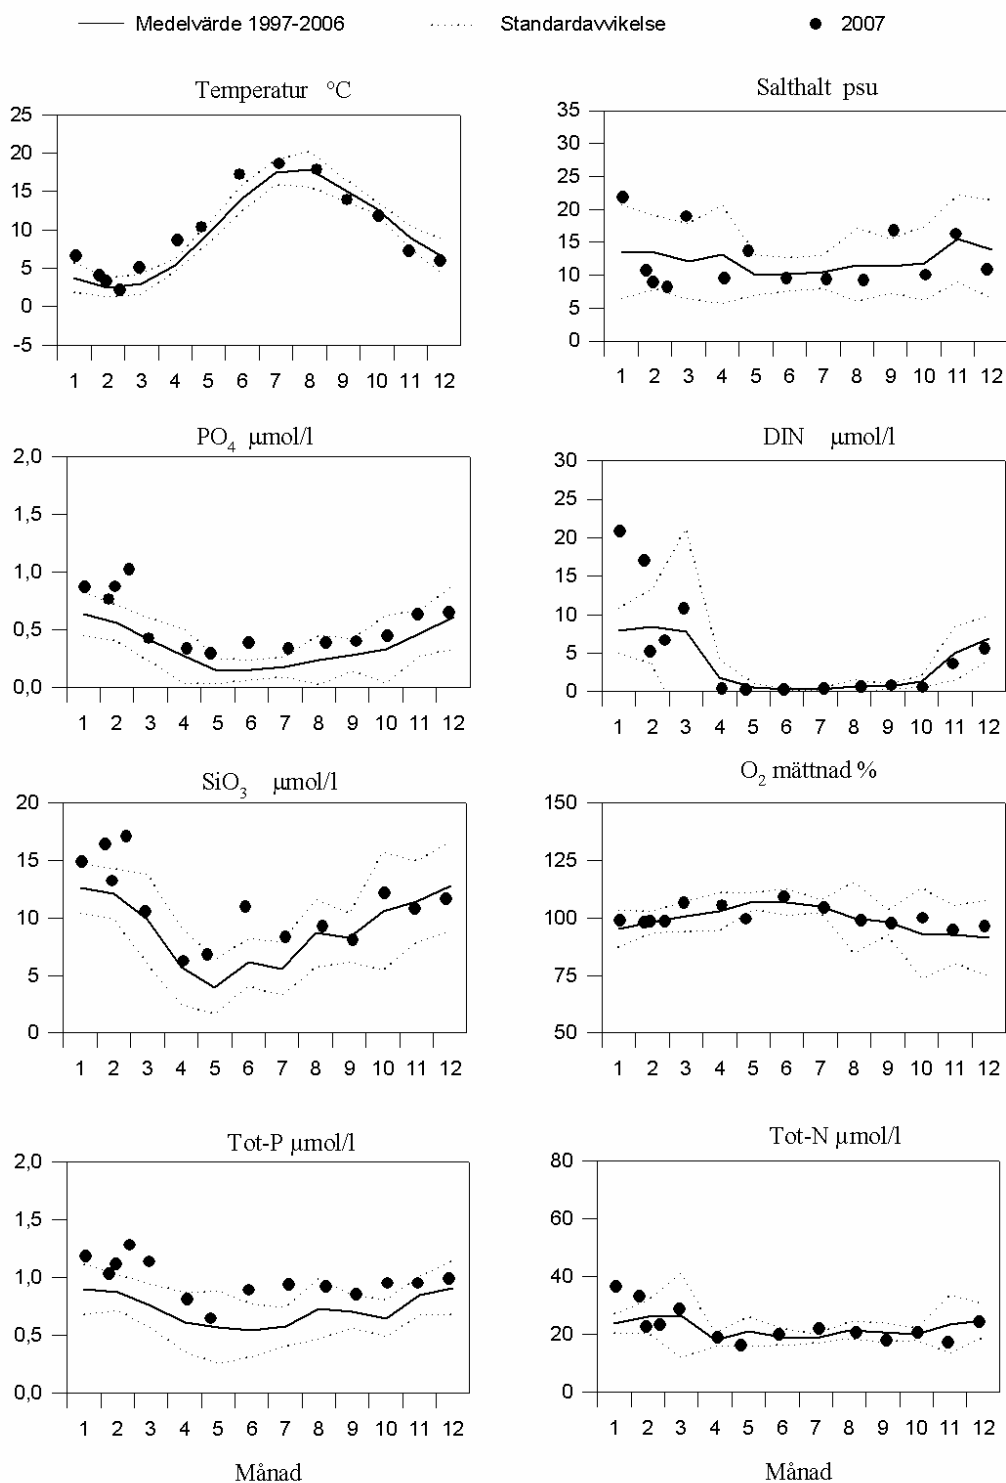 Medelvärde 1997-2006 Standardavvikelse 2007
Temperatur °C
25
20
15
10
5
0
-5
1 2 3 4 5 6 7 8 9 10 11 12
Salthalt psu
35
30
25
20
15
10
5
0
1 2 3 4 5 6 7 8 9 10 11 12
PO4 µmol/l
2,0
1,5
1,0
0,5
0,0
1 2 3 4 5 6 7 8 9 10 11 12
DIN µmol/l
30
25
20
15
10
5
0
1 2 3 4 5 6 7 8 9 10 11 12
SiO3 µmol/l
20
15
10
5
0
1 2 3 4 5 6 7 8 9 10 11 12
O2 mättnad %
150
125
100
75
50
1 2 3 4 5 6 7 8 9 10 11 12
Tot-P µmol/l
2,0
1,5
1,0
0,5
0,0
1 2 3 4 5 6 7 8 9 10 11 12
Månad
Tot-N µmol/l
80
60
40
20
0
1 2 3 4 5 6 7 8 9 10 11 12
Månad